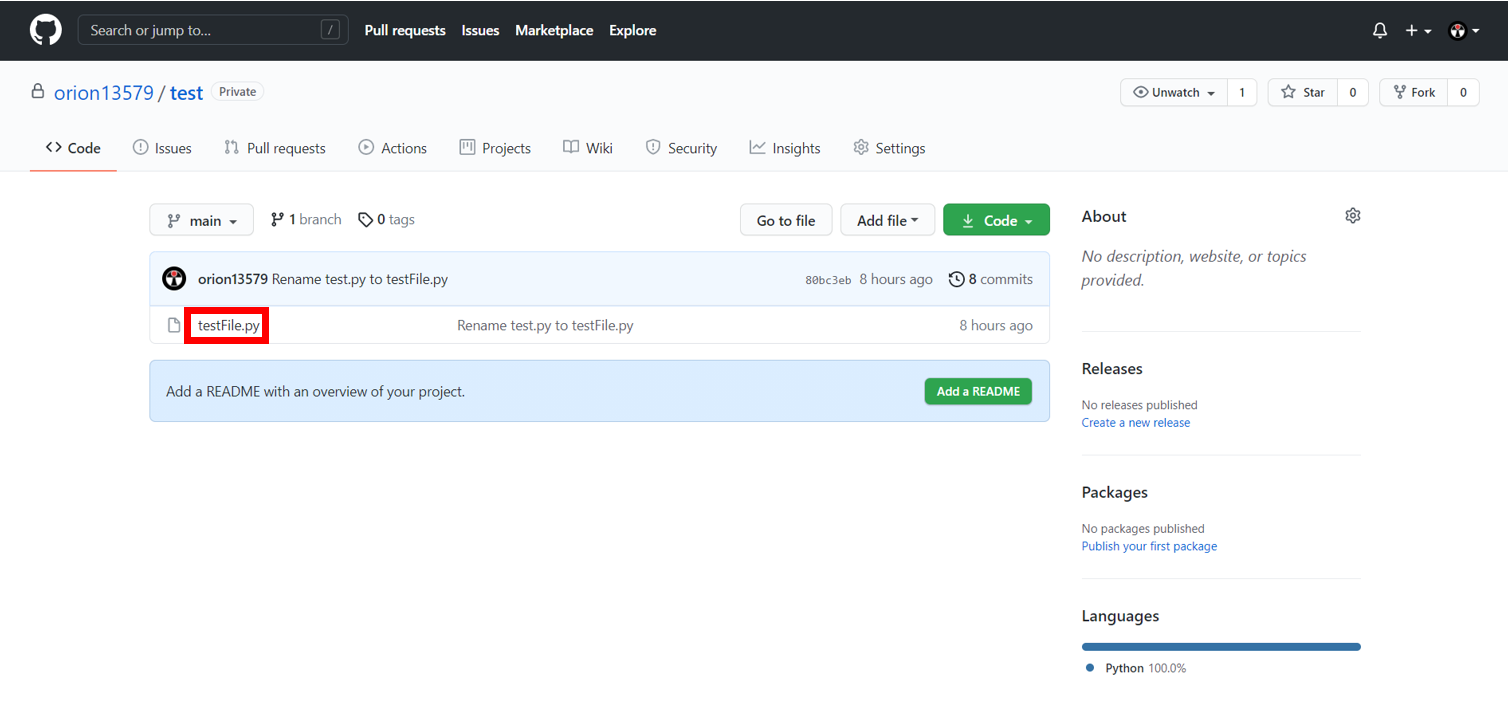 Search or jump to... /
Pull requests Issues Marketplace Explore
orion13579 / test Private
Unwatch 1 Star 0 Fork 0
Code Issues Pull requests Actions Projects Wiki Security Insights Settings
main 1 branch 0 tags
Go to file Add file Code
orion13579 Rename test.py to testFile.py 80bc3eb 8 hours ago 8 commits
testFile.py Rename test.py to testFile.py 8 hours ago
Add a README with an overview of your project. Add a README
About
No description, website, or topics
provided.
Releases
No releases published
Create a new release
Packages
No packages published
Publish your first package
Languages
Python 100.0%